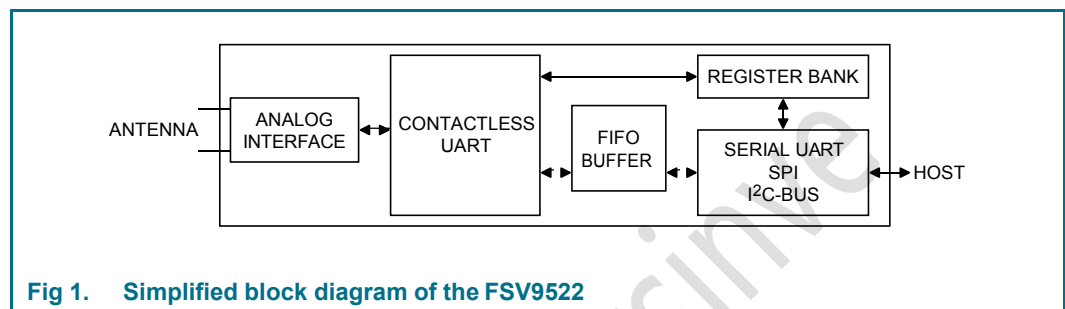 REGISTER BANK
ANTENNA
ANALOG
INTERFACE
CONTACTLESS
UART
FIFO
BUFFER
SERIAL UART
SPI
I²C-BUS
HOST
Fig 1. Simplified block diagram of the FSV9522